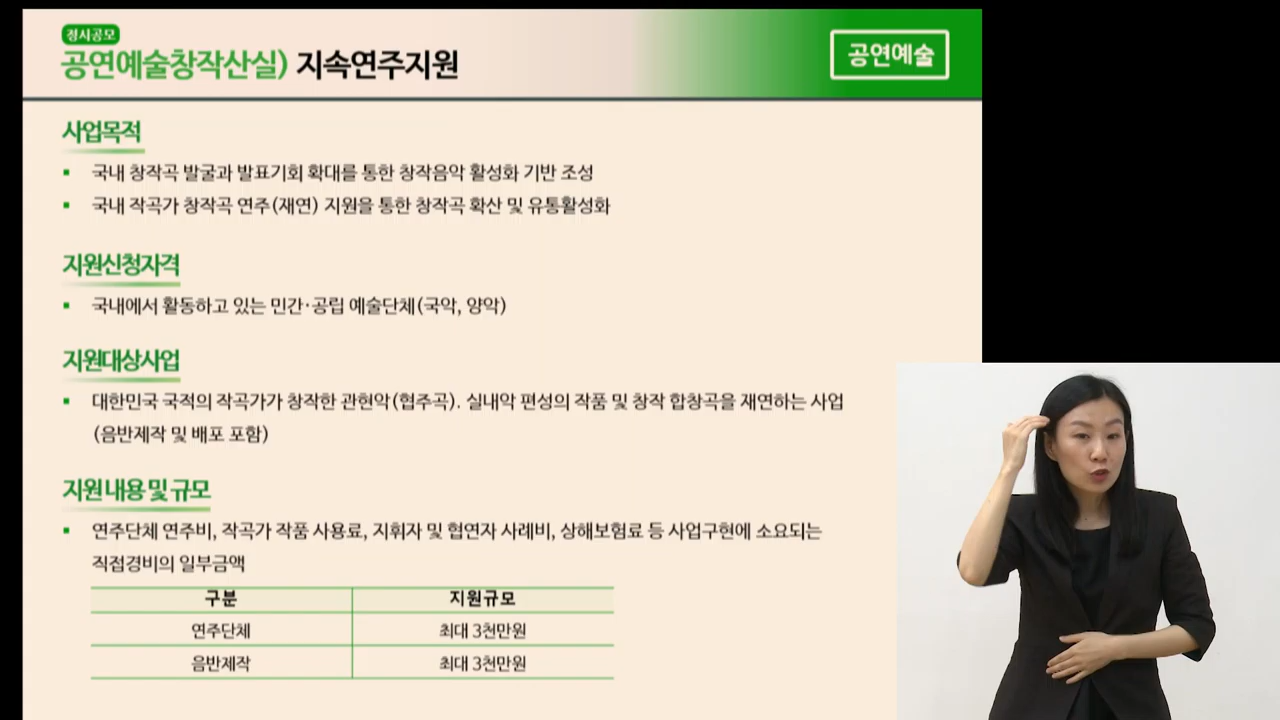 정시공모
공연예술창작산실) 지속연주지원
공연예술
사업목적
▪ 국내 창작곡 발굴과 발표기회 확대를 통한 창작음악 활성화 기반 조성
▪ 국내 작곡가 창작곡 연주(재연) 지원을 통한 창작곡 확산 및 유통활성화
지원신청자격
▪ 국내에서 활동하고 있는 민간·공립 예술단체(국악, 양악)
지원대상사업
▪ 대한민국 국적의 작곡가가 창작한 관현악(협주곡). 실내악 편성의 작품 및 창작 합창곡을 재연하는 사업
(음반제작 및 배포 포함)
지원 내용 및 규모
▪ 연주단체 연주비, 작곡가 작품 사용료, 지휘자 및 협연자 사례비, 상해보험료 등 사업구현에 소요되는
직접경비의 일부금액
구분 지원규모
연주단체 최대 3천만원
음반제작 최대 3천만원